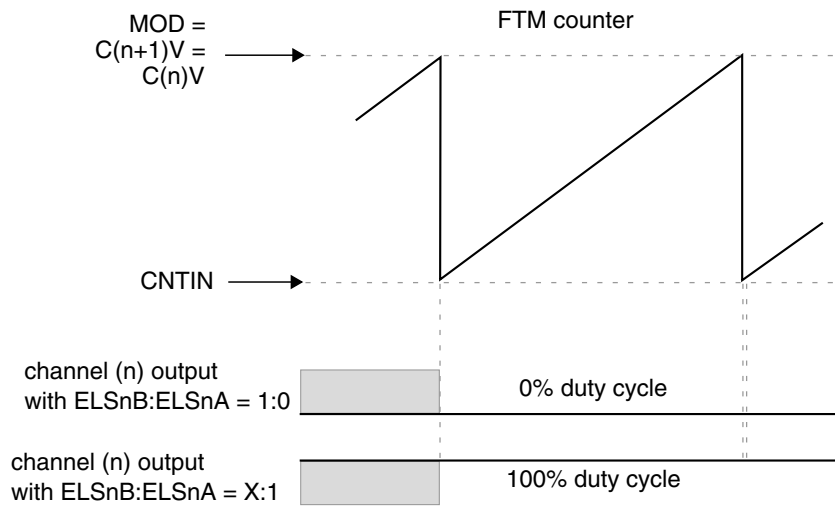 MOD =
C(n+1)V =
C(n)V
FTM counter
CNTIN
channel (n) output
with ELSnB:ELSnA = 1:0
0% duty cycle
channel (n) output
with ELSnB:ELSnA = X:1
100% duty cycle